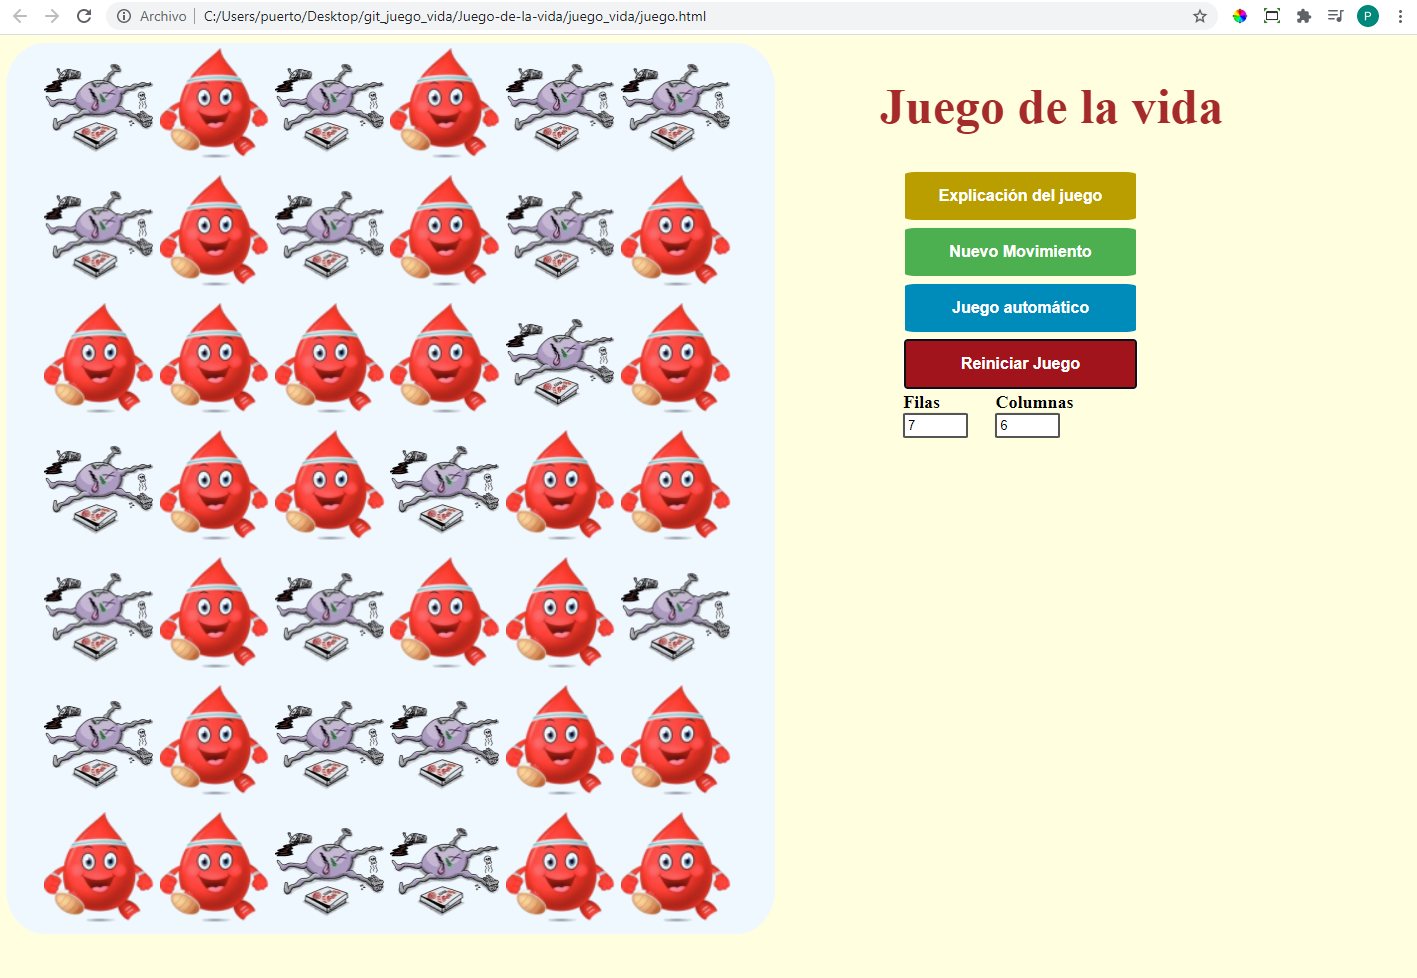 Archivo
C:/Users/puerto/Desktop/git_juego_vida/Juego-de-la-vida/juego_vida/juego.html
P
Juego de la vida
Explicación del juego
Nuevo Movimiento
Juego automático
Reiniciar Juego
Filas Columnas
7 6